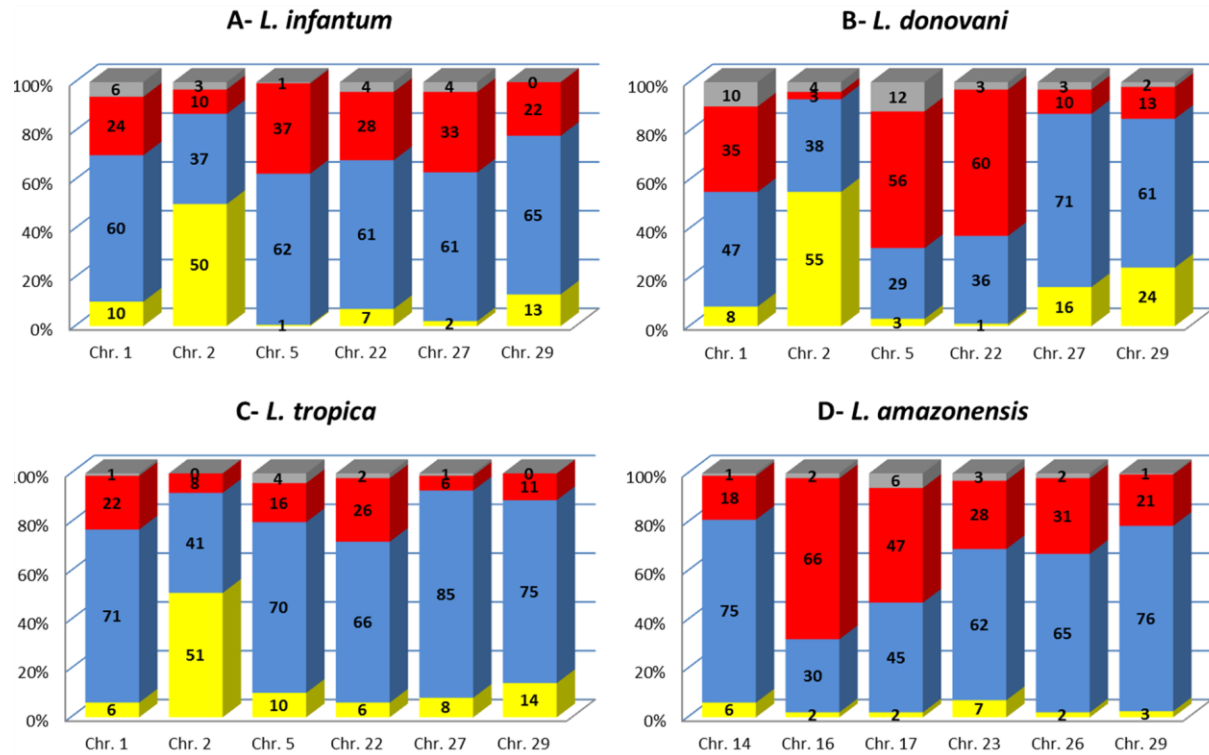 A- L. infantum
100%
80%
60%
40%
20%
0%
6 3 1 4 4 0
24 10 37 28 33 22
60 37 62 61 61 65
10 50 1 7 2 13
Chr. 1 Chr. 2 Chr. 5 Chr. 22 Chr. 27 Chr. 29
B- L. donovani
100%
80%
60%
40%
20%
0%
10 4 12 3 3 2
35 3 56 60 10 13
47 38 29 36 71 61
8 55 3 1 16 24
Chr. 1 Chr. 2 Chr. 5 Chr. 22 Chr. 27 Chr. 29
C- L. tropica
100%
80%
60%
40%
20%
0%
1 0 4 2 1 0
22 8 16 26 6 11
71 41 70 66 85 75
6 51 10 6 8 14
Chr. 1 Chr. 2 Chr. 5 Chr. 22 Chr. 27 Chr. 29
D- L. amazonensis
100%
80%
60%
40%
20%
0%
1 2 6 3 2 1
18 66 47 28 31 21
75 30 45 62 65 76
6 2 2 7 2 3
Chr. 14 Chr. 16 Chr. 17 Chr. 23 Chr. 26 Chr. 29